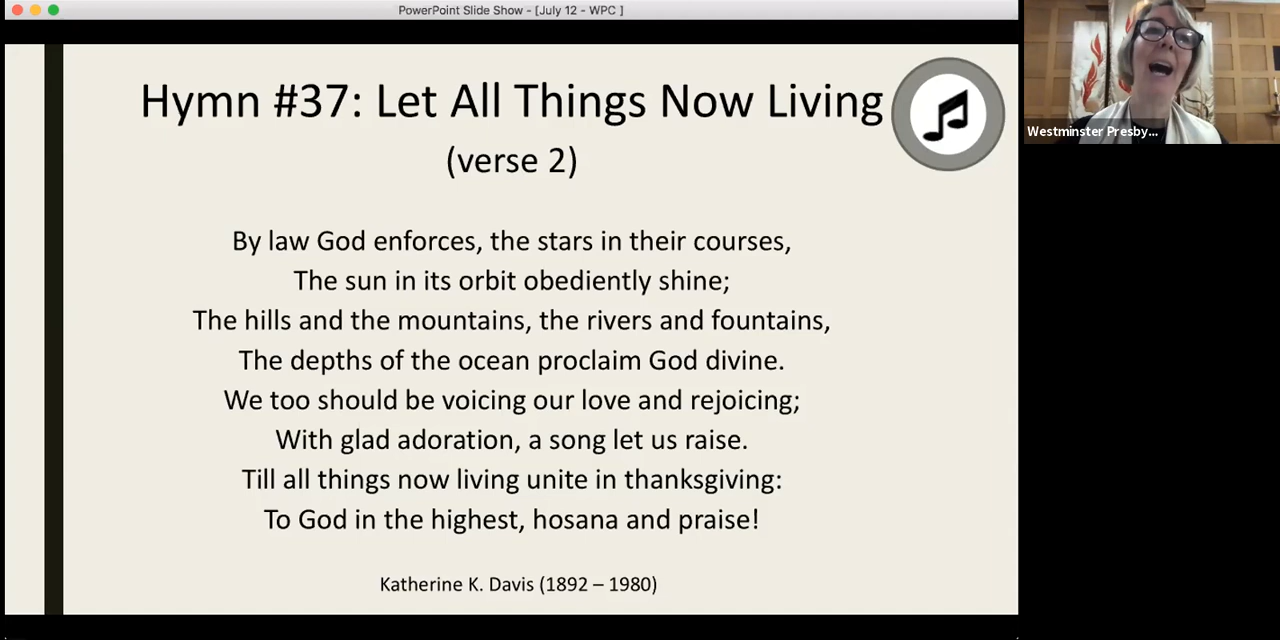 PowerPoint Slide Show - [July 12 - WPC ]
Hymn #37: Let All Things Now Living
(verse 2)
By law God enforces, the stars in their courses,
The sun in its orbit obediently shine;
The hills and the mountains, the rivers and fountains,
The depths of the ocean proclaim God divine.
We too should be voicing our love and rejoicing;
With glad adoration, a song let us raise.
Till all things now living unite in thanksgiving:
To God in the highest, hosana and praise!
Katherine K. Davis (1892 – 1980)
Westminster Presby...